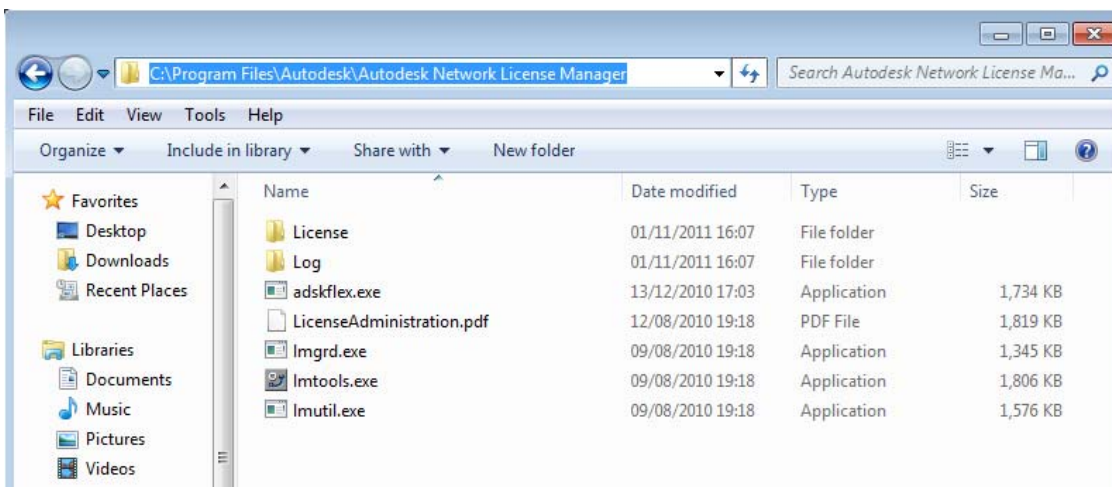 C:\Program Files\Autodesk\Autodesk Network License Manager
Search Autodesk Network License Ma...
File Edit View Tools Help
Organize Include in library Share with New folder
Favorites
Desktop
Downloads
Recent Places
Libraries
Documents
Music
Pictures
Videos
Name Date modified Type Size
License 01/11/2011 16:07 File folder
Log 01/11/2011 16:07 File folder
adskflex.exe 13/12/2010 17:03 Application 1,734 KB
LicenseAdministration.pdf 12/08/2010 19:18 PDF File 1,819 KB
lmgrd.exe 09/08/2010 19:18 Application 1,345 KB
lmtools.exe 09/08/2010 19:18 Application 1,806 KB
lmutil.exe 09/08/2010 19:18 Application 1,576 KB